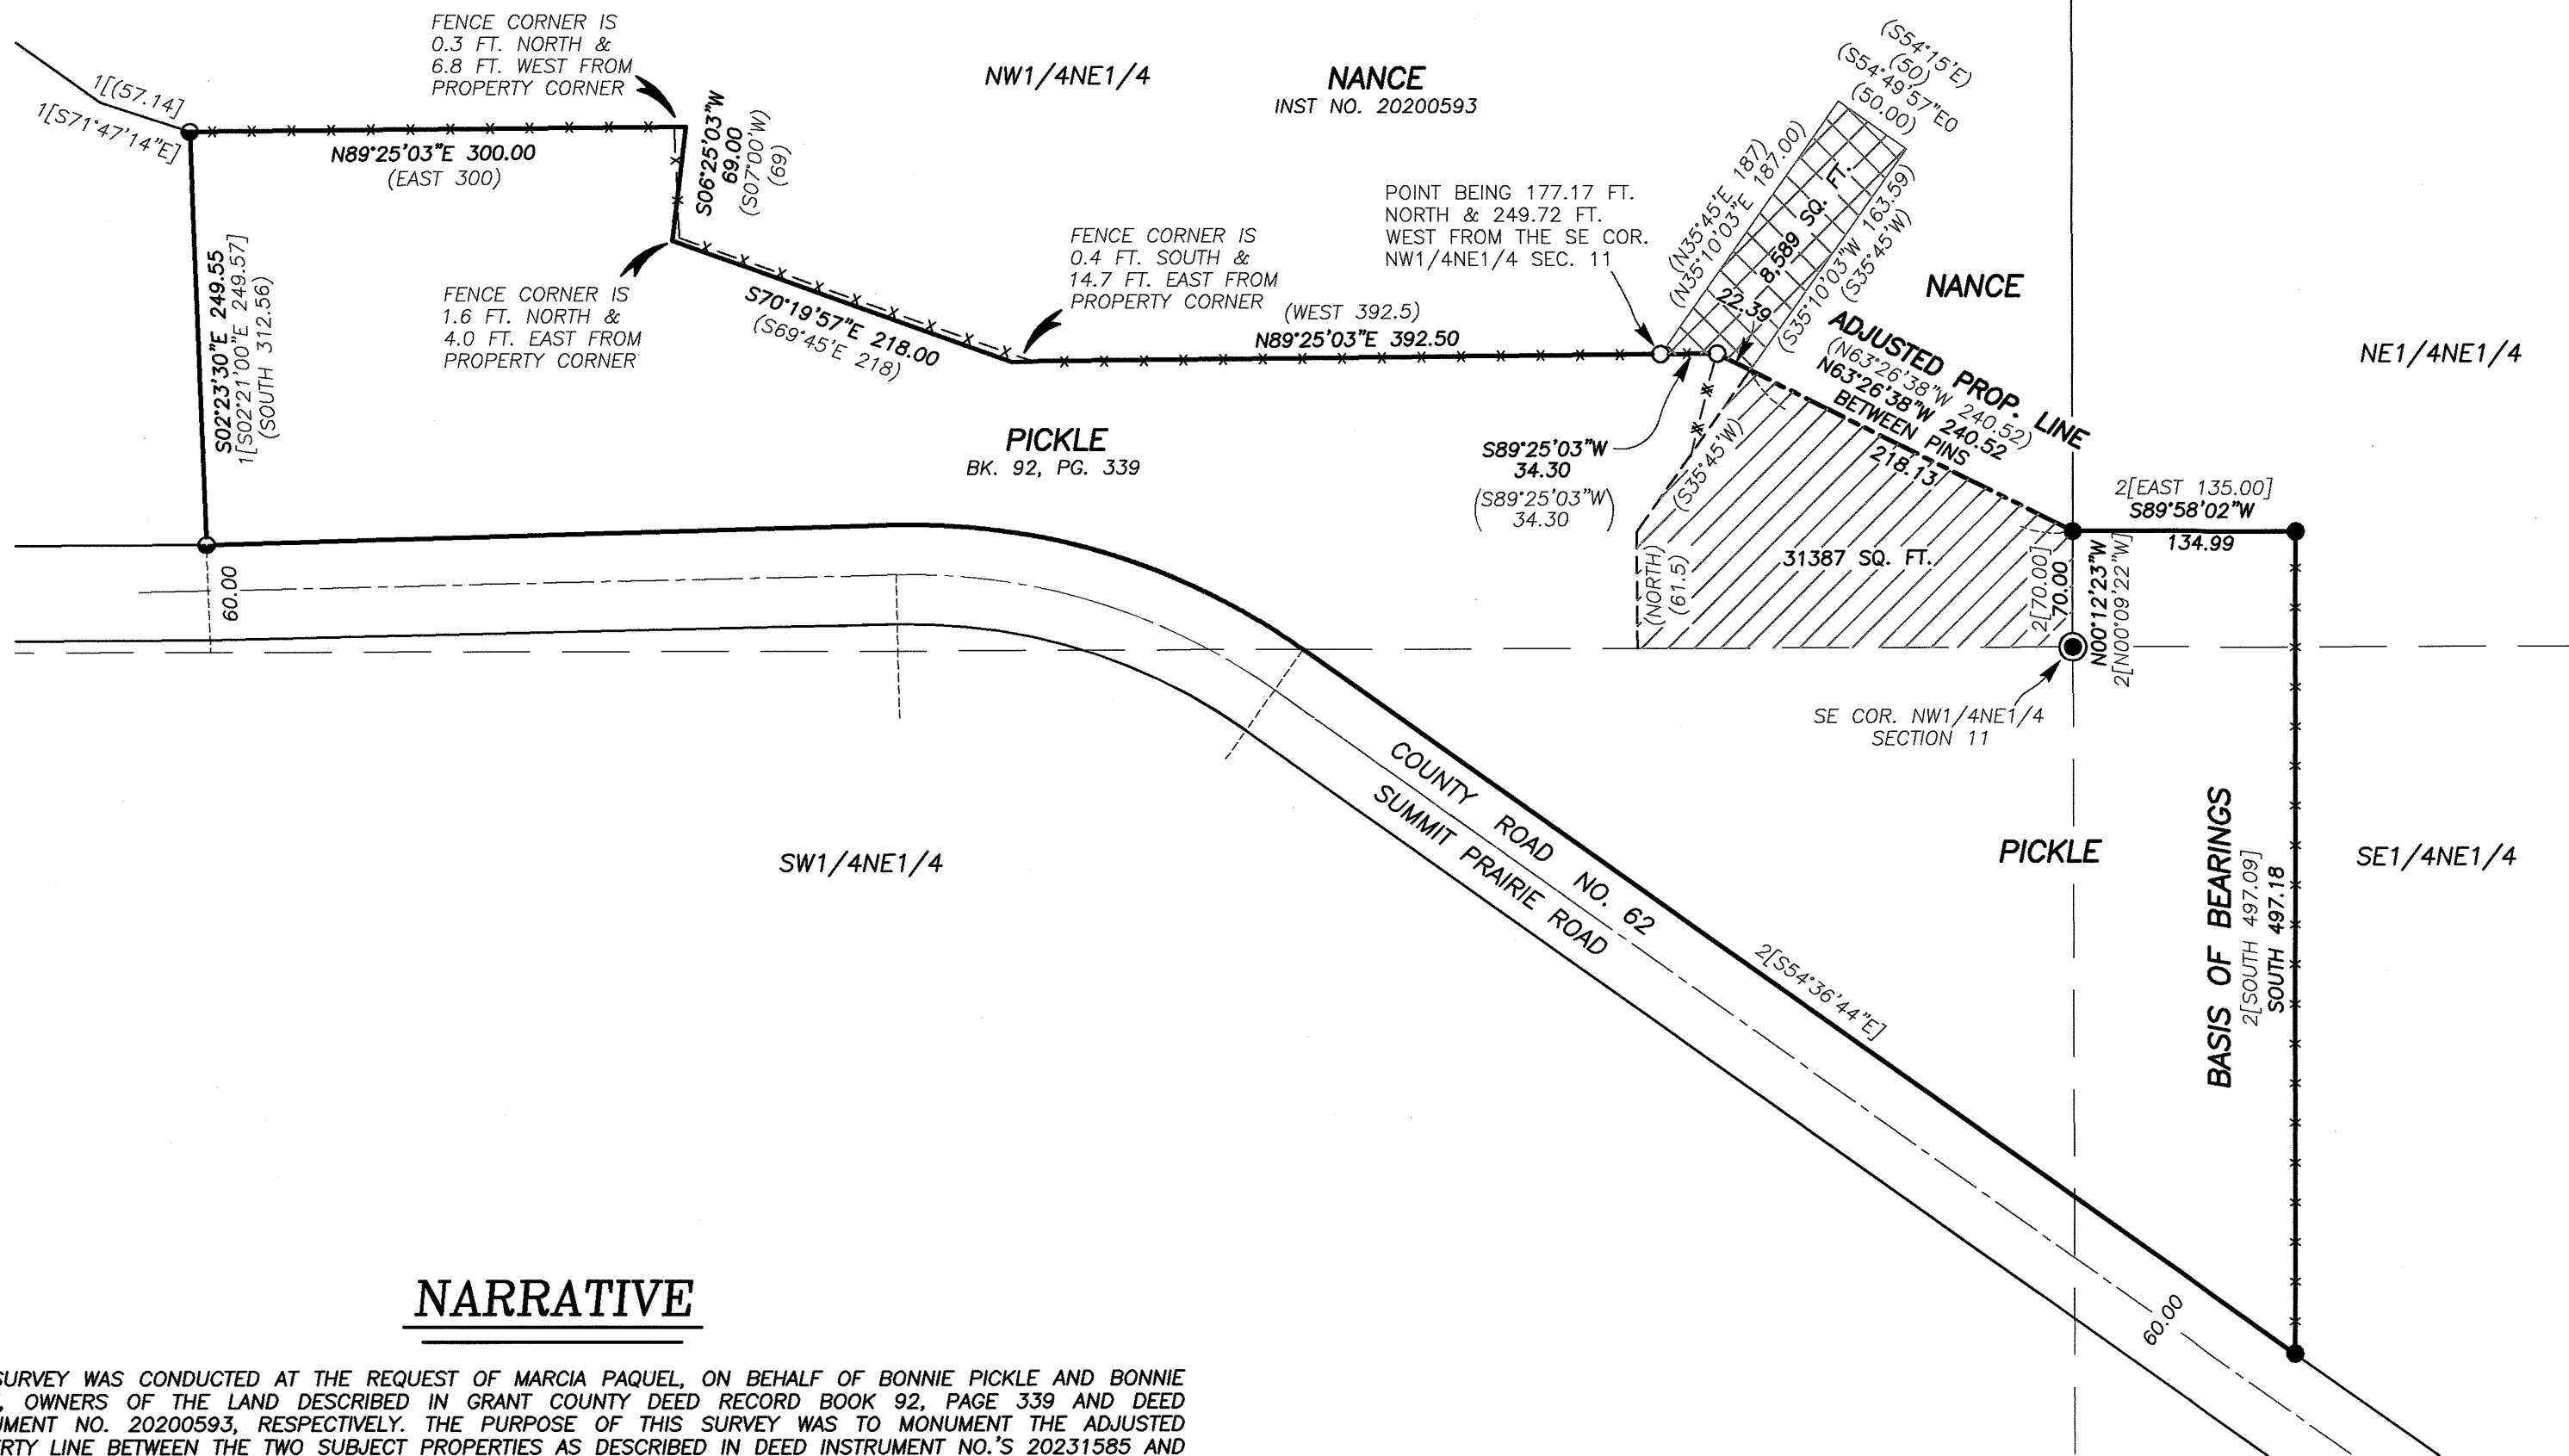 FENCE CORNER IS
0.3 FT. NORTH &
6.8 FT. WEST FROM
PROPERTY CORNER
NW1/4NE1/4
NANCE
INST NO. 20200593
(S54°15'E)
(50)
(S54°49'57"E0
(50.00)
1[(57.14]
1[S71°47'14"E]
N89°25'03"E 300.00
(EAST 300)
S06°25'03"W
69.00
(S07°00'W)
(69)
(N35°45'E 187)
(N35°10'03"E 187.00)
8,589 SQ. FT.
22.39
(S35°10'03"W 163.59)
(S35°45'W)
POINT BEING 177.17 FT.
NORTH & 249.72 FT.
WEST FROM THE SE COR.
NW1/4NE1/4 SEC. 11
FENCE CORNER IS
0.4 FT. SOUTH &
14.7 FT. EAST FROM
PROPERTY CORNER
(WEST 392.5)
N89°25'03"E 392.50
NANCE
S02°23'30"E 249.55
1[S02°21'00"E 249.57]
(SOUTH 312.56)
FENCE CORNER IS
1.6 FT. NORTH &
4.0 FT. EAST FROM
PROPERTY CORNER
S70°19'57"E 218.00
(S69°45'E 218)
ADJUSTED PROP. LINE
(N63°26'38"W 240.52)
N63°26'38"W 240.52
BETWEEN PINS
218.13
NE1/4NE1/4
PICKLE
BK. 92, PG. 339
S89°25'03"W
34.30
(S89°25'03"W)
34.30
(S35°45'W)
2[EAST 135.00]
S89°58'02"W
134.99
60.00
(NORTH)
(61.5)
31387 SQ. FT.
2[70.00]
70.00
N00°12'23"W
2[N00°09'22"W]
SE COR. NW1/4NE1/4
SECTION 11
COUNTY ROAD NO. 62
SUMMIT PRAIRIE ROAD
SW1/4NE1/4
PICKLE
BASIS OF BEARINGS
2[SOUTH 497.09]
SOUTH 497.18
SE1/4NE1/4
2[S54°36'44"E]
60.00
NARRATIVE
SURVEY WAS CONDUCTED AT THE REQUEST OF MARCIA PAQUEL, ON BEHALF OF BONNIE PICKLE AND BONNIE
, OWNERS OF THE LAND DESCRIBED IN GRANT COUNTY DEED RECORD BOOK 92, PAGE 339 AND DEED
UMENT NO. 20200593, RESPECTIVELY. THE PURPOSE OF THIS SURVEY WAS TO MONUMENT THE ADJUSTED
ERTY LINE BETWEEN THE TWO SUBJECT PROPERTIES AS DESCRIBED IN DEED INSTRUMENT NO.'S 20231585 AND